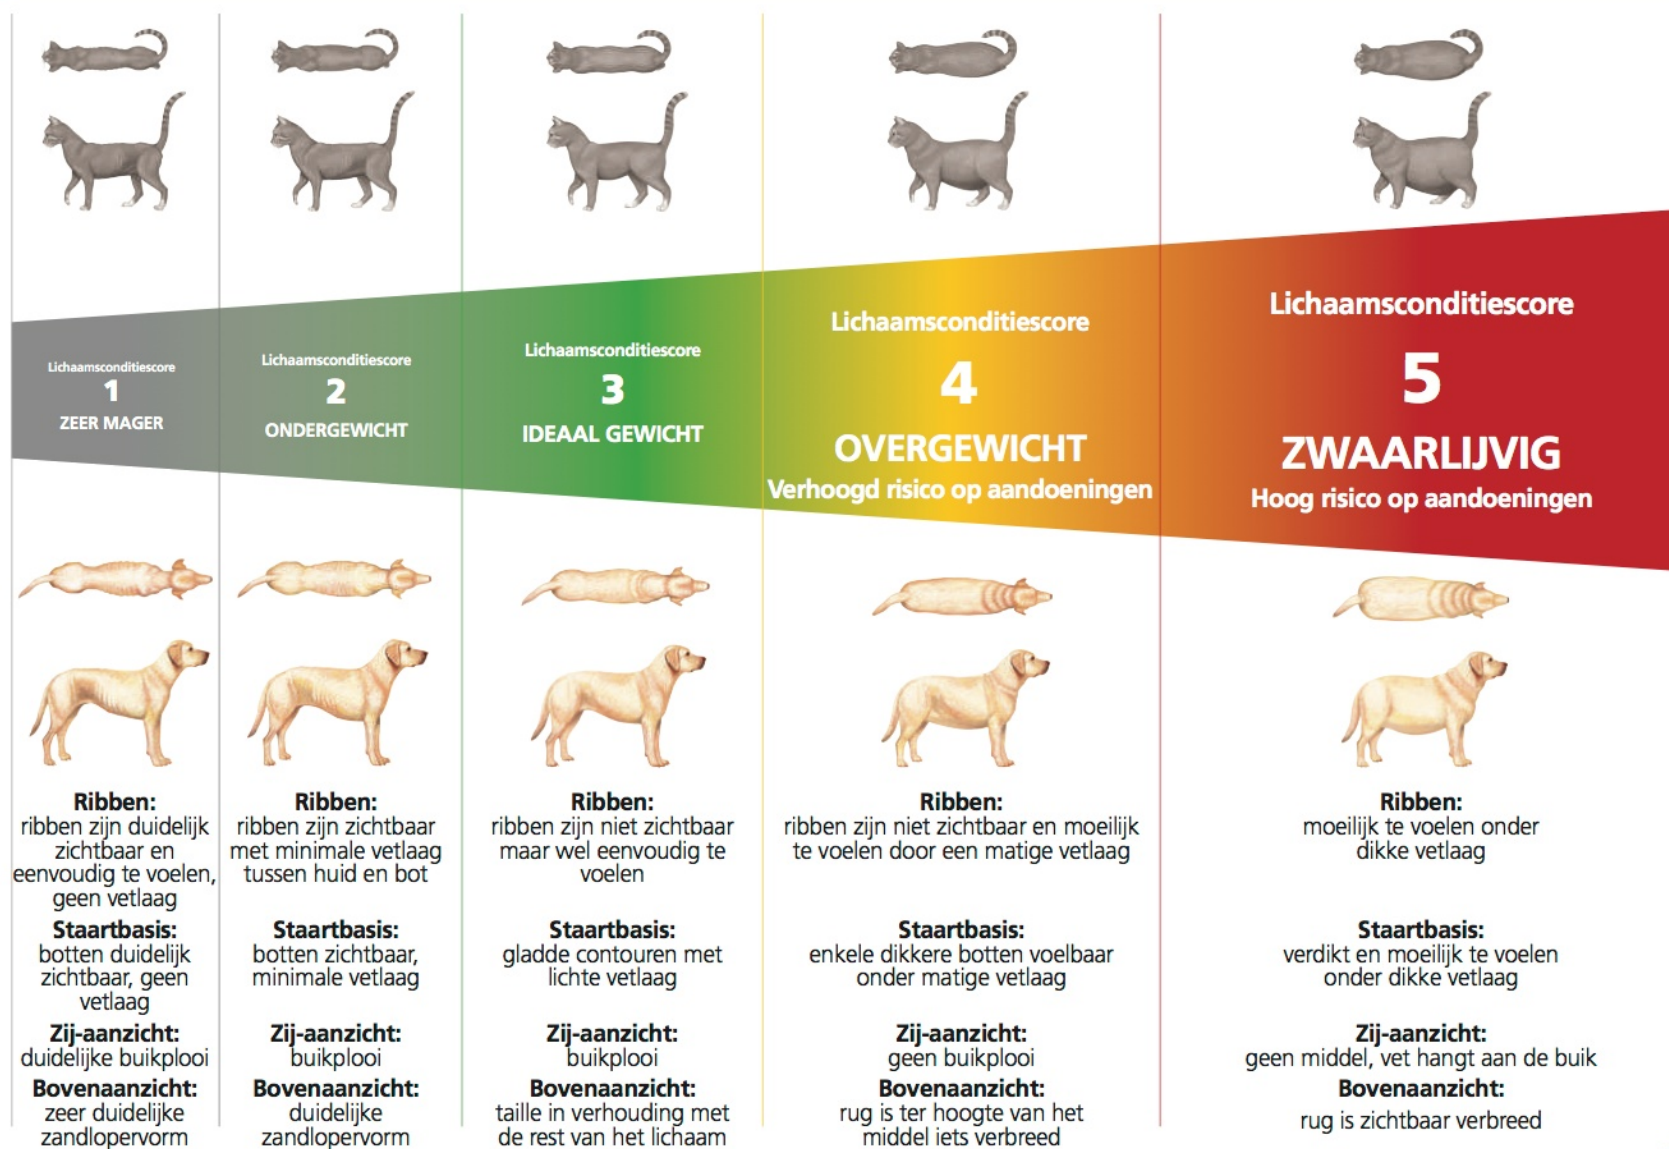 Lichaamsconditiescore
1
ZEER MAGER
Lichaamsconditiescore
2
ONDERGEWICHT
Lichaamsconditiescore
3
IDEAAL GEWICHT
Lichaamsconditiescore
4
OVERGEWICHT
Verhoogd risico op aandoeningen
Lichaamsconditiescore
5
ZWAARLIJVIG
Hoog risico op aandoeningen
Ribben:
ribben zijn duidelijk
zichtbaar en
eenvoudig te voelen,
geen vetlaag
Staartbasis:
botten duidelijk
zichtbaar, geen
vetlaag
Zij-aanzicht:
duidelijke buikplooi
Bovenaanzicht:
zeer duidelijke
zandlopervorm
Ribben:
ribben zijn zichtbaar
met minimale vetlaag
tussen huid en bot
Staartbasis:
botten zichtbaar,
minimale vetlaag
Zij-aanzicht:
buikplooi
Bovenaanzicht:
duidelijke
zandlopervorm
Ribben:
ribben zijn niet zichtbaar
maar wel eenvoudig te
voelen
Staartbasis:
gladde contouren met
lichte vetlaag
Zij-aanzicht:
buikplooi
Bovenaanzicht:
taille in verhouding met
de rest van het lichaam
Ribben:
ribben zijn niet zichtbaar en moeilijk
te voelen door een matige vetlaag
Staartbasis:
enkele dikkere botten voelbaar
onder matige vetlaag
Zij-aanzicht:
geen buikplooi
Bovenaanzicht:
rug is ter hoogte van het
middel iets verbreed
Ribben:
moeilijk te voelen onder
dikke vetlaag
Staartbasis:
verdikt en moeilijk te voelen
onder dikke vetlaag
Zij-aanzicht:
geen middel, vet hangt aan de buik
Bovenaanzicht:
rug is zichtbaar verbreed